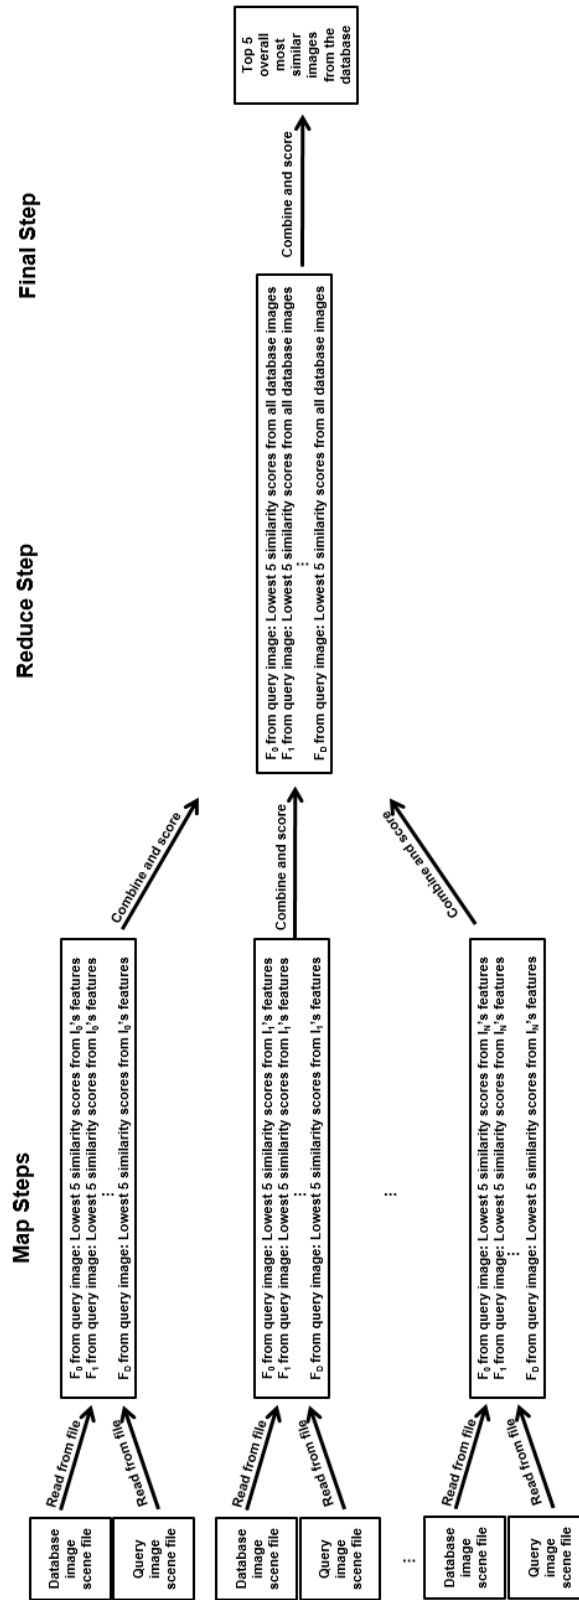 Map Steps
Reduce Step
Final Step
Database
image
scene file
Query
image
scene file
Read from file
Read from file
F₀ from query image: Lowest 5 similarity scores from I₀'s features
F₁ from query image: Lowest 5 similarity scores from I₀'s features
...
F_D from query image: Lowest 5 similarity scores from I₀'s features
Combine and score
Database
image
scene file
Query
image
scene file
Read from file
Read from file
F₀ from query image: Lowest 5 similarity scores from I₁'s features
F₁ from query image: Lowest 5 similarity scores from I₁'s features
...
F_D from query image: Lowest 5 similarity scores from I₁'s features
Combine and score
...
...
Database
image
scene file
Query
image
scene file
Read from file
Read from file
F₀ from query image: Lowest 5 similarity scores from I_N's features
F₁ from query image: Lowest 5 similarity scores from I_N's features
...
F_D from query image: Lowest 5 similarity scores from I_N's features
Combine and score
F₀ from query image: Lowest 5 similarity scores from all database images
F₁ from query image: Lowest 5 similarity scores from all database images
...
F_D from query image: Lowest 5 similarity scores from all database images
Combine and score
Top 5
overall
most
similar
images
from the
database